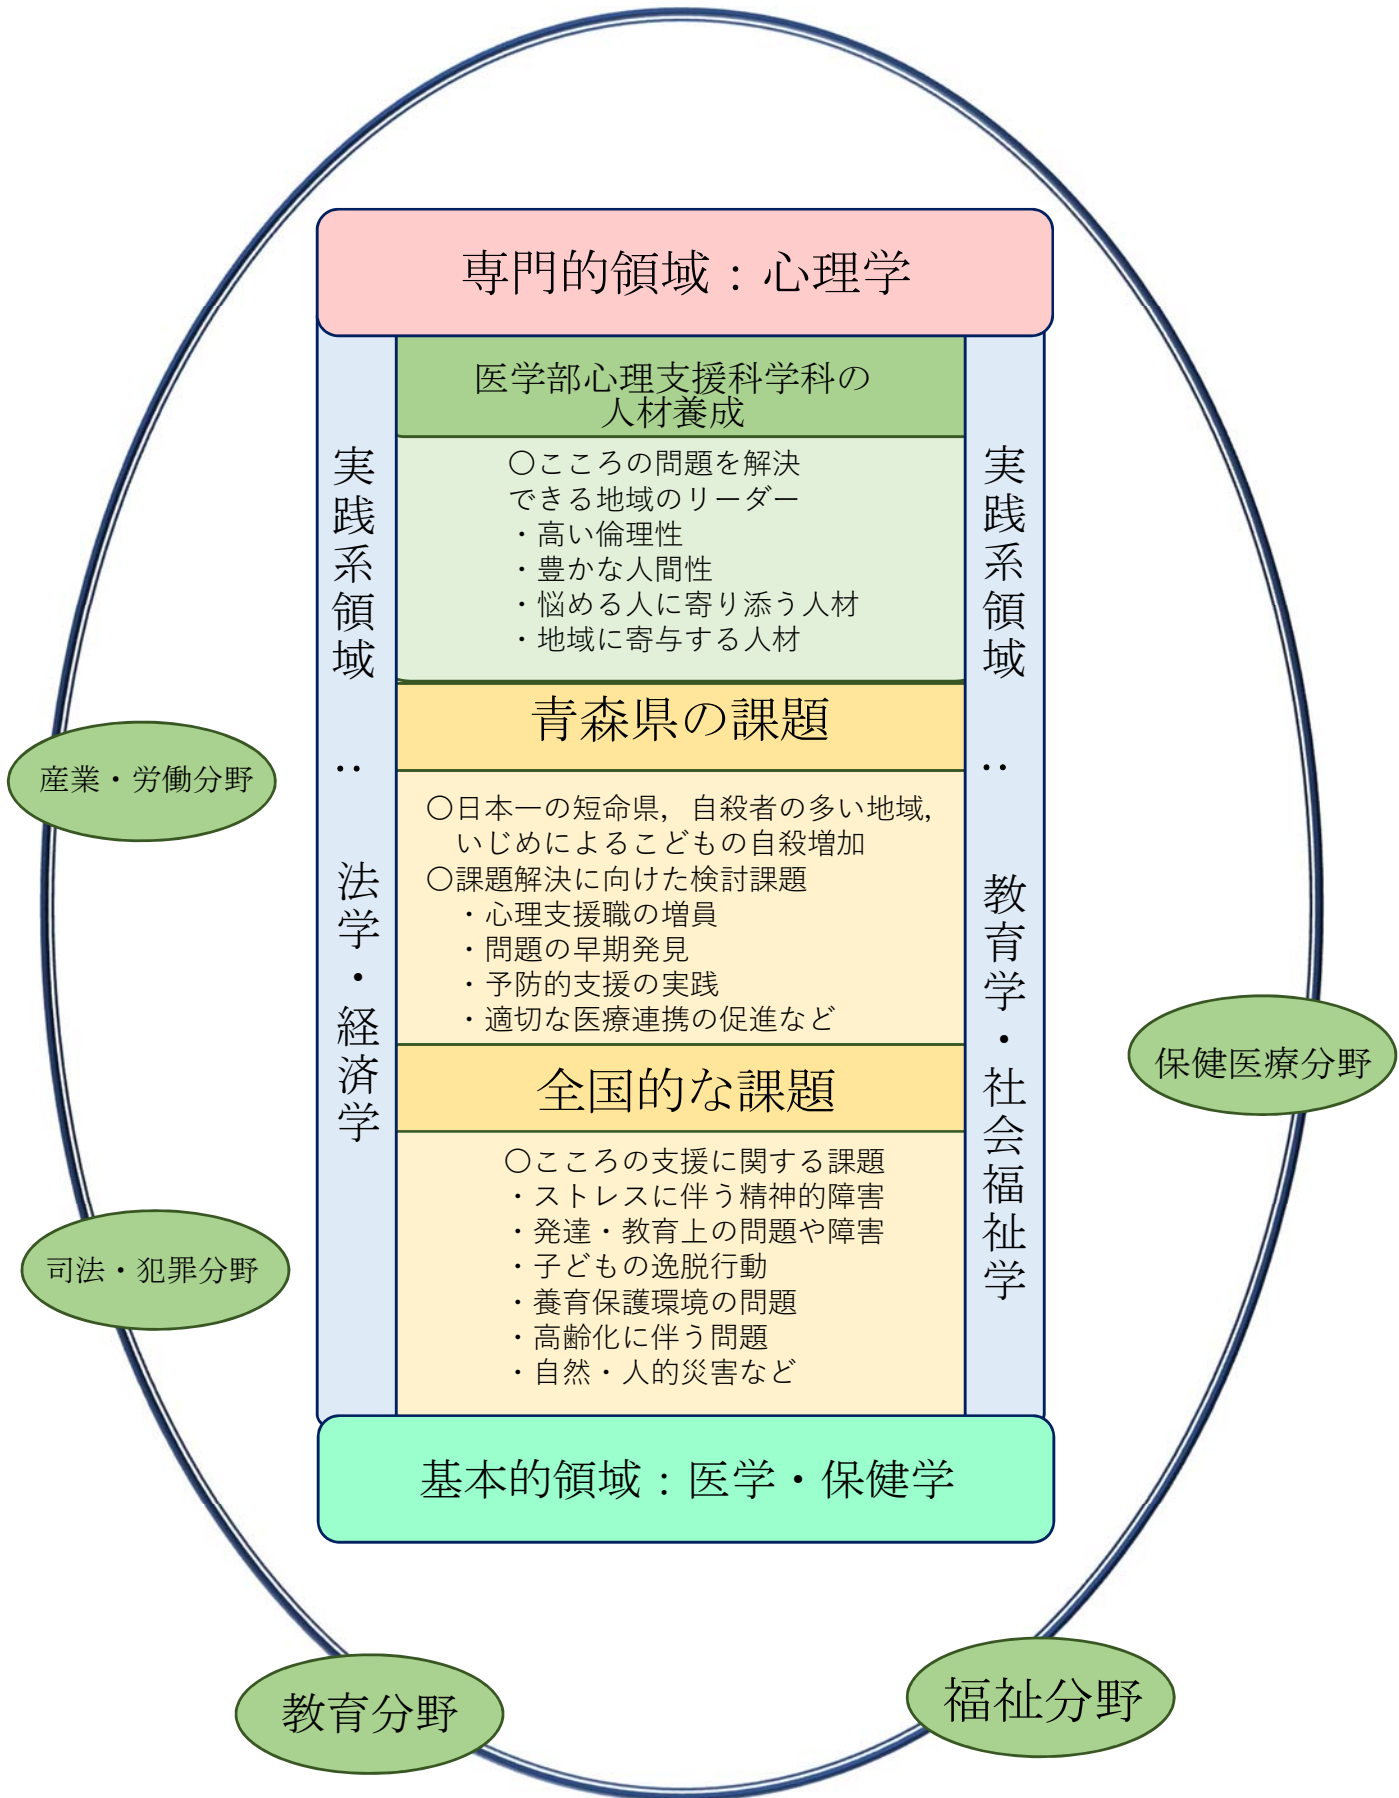 専門的領域：心理学
医学部心理支援科学科の
人材養成
〇こころの問題を解決
できる地域のリーダー
・高い倫理性
・豊かな人間性
・悩める人に寄り添う人材
・地域に寄与する人材
青森県の課題
〇日本一の短命県，自殺者の多い地域，
いじめによるこどもの自殺増加
〇課題解決に向けた検討課題
・心理支援職の増員
・問題の早期発見
・予防的支援の実践
・適切な医療連携の促進など
全国的な課題
〇こころの支援に関する課題
・ストレスに伴う精神的障害
・発達・教育上の問題や障害
・子どもの逸脱行動
・養育保護環境の問題
・高齢化に伴う問題
・自然・人的災害など
実践系領域：法学・経済学
実践系領域：教育学・社会福祉学
基本的領域：医学・保健学
産業・労働分野
司法・犯罪分野
保健医療分野
教育分野
福祉分野